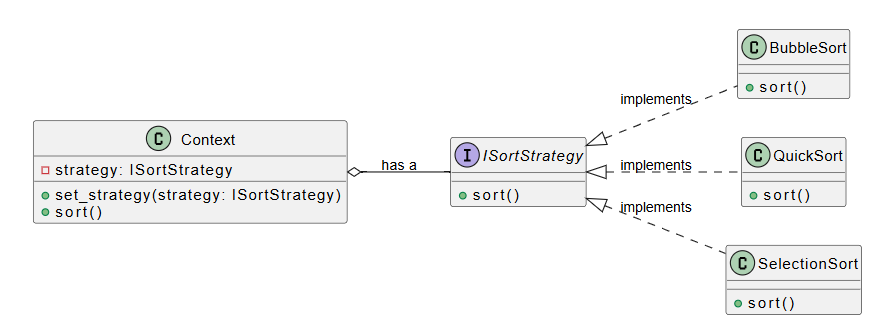 C Context
strategy: ISortStrategy
set_strategy(strategy: ISortStrategy)
sort()
has a
I ISortStrategy
sort()
implements
implements
implements
C BubbleSort
sort()
C QuickSort
sort()
C SelectionSort
sort()